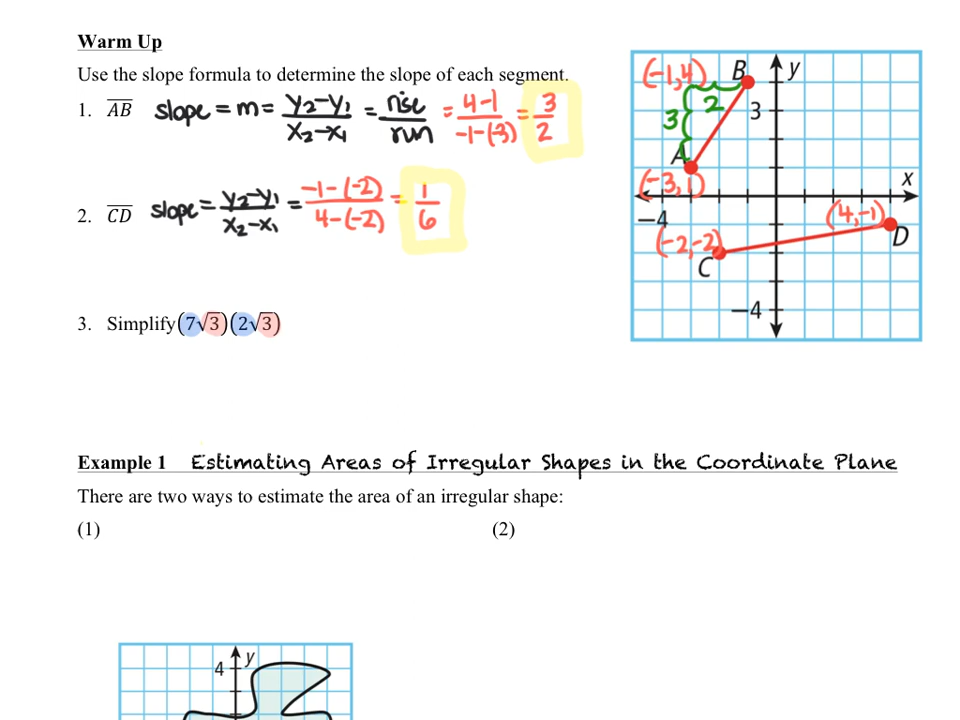 Warm Up
Use the slope formula to determine the slope of each segment.
1. AB slope = m = y₂-y₁/x₂-x₁ = rise/run = 4-1/-1-(-3) = 3/2
2. CD slope = y₂-y₁/x₂-x₁ = -1-(-2)/4-(-2) = 1/6
3. Simplify(7√3)(2√3)
(-1,4) B y
3 2 3
A
(-3,1) x
-4 (4,-1)
(-2,-2) D
C
-4
Example 1 Estimating Areas of Irregular Shapes in the Coordinate Plane
There are two ways to estimate the area of an irregular shape:
(1) (2)
4 y